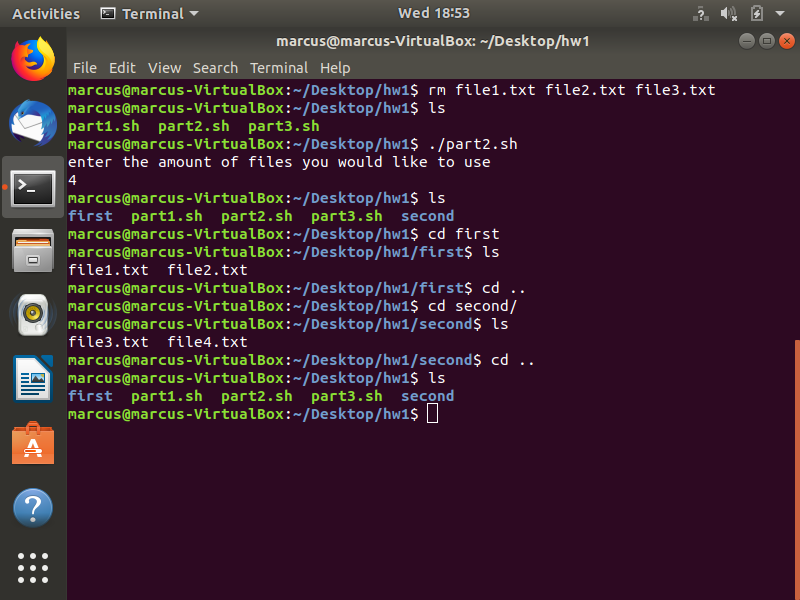 Activities Terminal Wed 18:53
marcus@marcus-VirtualBox: ~/Desktop/hw1
File Edit View Search Terminal Help
marcus@marcus-VirtualBox:~/Desktop/hw1$ rm file1.txt file2.txt file3.txt
marcus@marcus-VirtualBox:~/Desktop/hw1$ ls
part1.sh  part2.sh  part3.sh
marcus@marcus-VirtualBox:~/Desktop/hw1$ ./part2.sh
enter the amount of files you would like to use
4
marcus@marcus-VirtualBox:~/Desktop/hw1$ ls
first  part1.sh  part2.sh  part3.sh  second
marcus@marcus-VirtualBox:~/Desktop/hw1$ cd first
marcus@marcus-VirtualBox:~/Desktop/hw1/first$ ls
file1.txt  file2.txt
marcus@marcus-VirtualBox:~/Desktop/hw1/first$ cd ..
marcus@marcus-VirtualBox:~/Desktop/hw1$ cd second/
marcus@marcus-VirtualBox:~/Desktop/hw1/second$ ls
file3.txt  file4.txt
marcus@marcus-VirtualBox:~/Desktop/hw1/second$ cd ..
marcus@marcus-VirtualBox:~/Desktop/hw1$ ls
first  part1.sh  part2.sh  part3.sh  second
marcus@marcus-VirtualBox:~/Desktop/hw1$